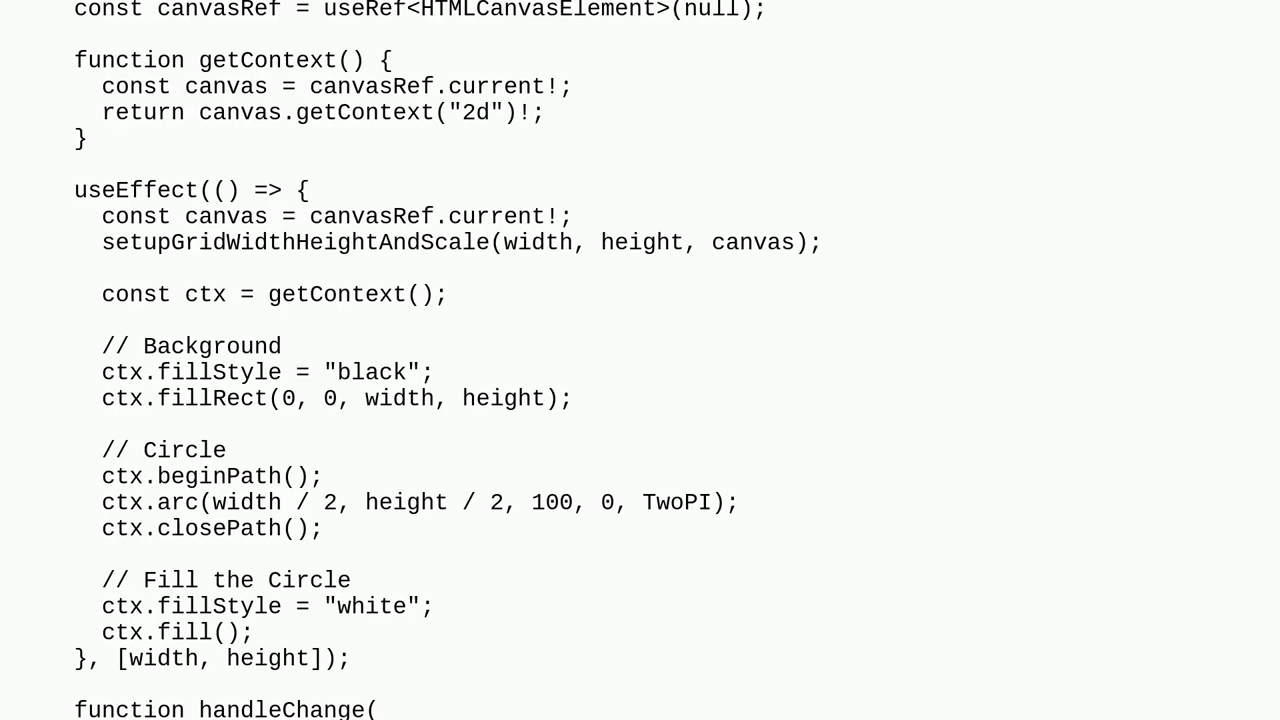 const canvasRef = useRef<HTMLCanvasElement>(null);
function getContext() {
const canvas = canvasRef.current!;
return canvas.getContext("2d")!;
}
useEffect(() => {
const canvas = canvasRef.current!;
setupGridWidthHeightAndScale(width, height, canvas);
const ctx = getContext();
// Background
ctx.fillStyle = "black";
ctx.fillRect(0, 0, width, height);
// Circle
ctx.beginPath();
ctx.arc(width / 2, height / 2, 100, 0, TwoPI);
ctx.closePath();
// Fill the Circle
ctx.fillStyle = "white";
ctx.fill();
}, [width, height]);
function handleChange(